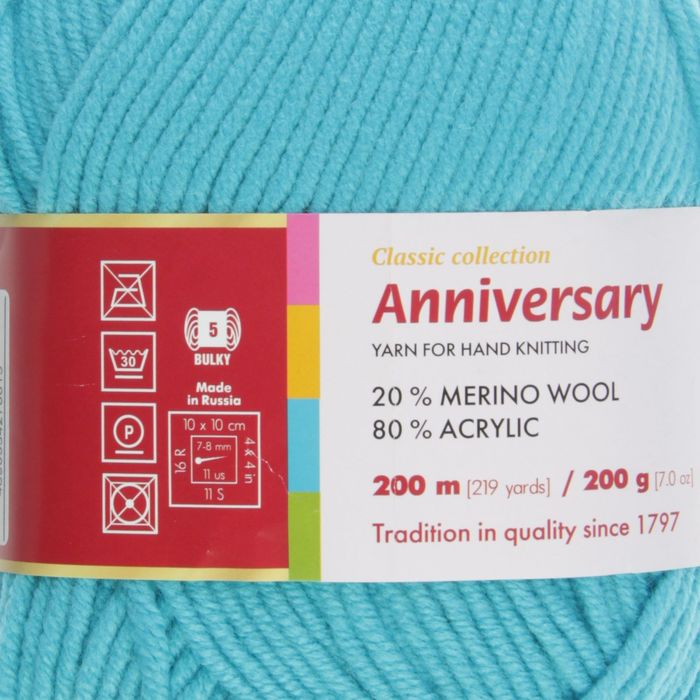 30
P
5
BULKY
Made
in Russia
10 x 10 cm
16 R
7-8 mm
11 us
4 x 4 in
11 S
Classic collection
Anniversary
YARN FOR HAND KNITTING
20 % MERINO WOOL
80 % ACRYLIC
200 m [219 yards] / 200 g [7.0 oz]
Tradition in quality since 1797